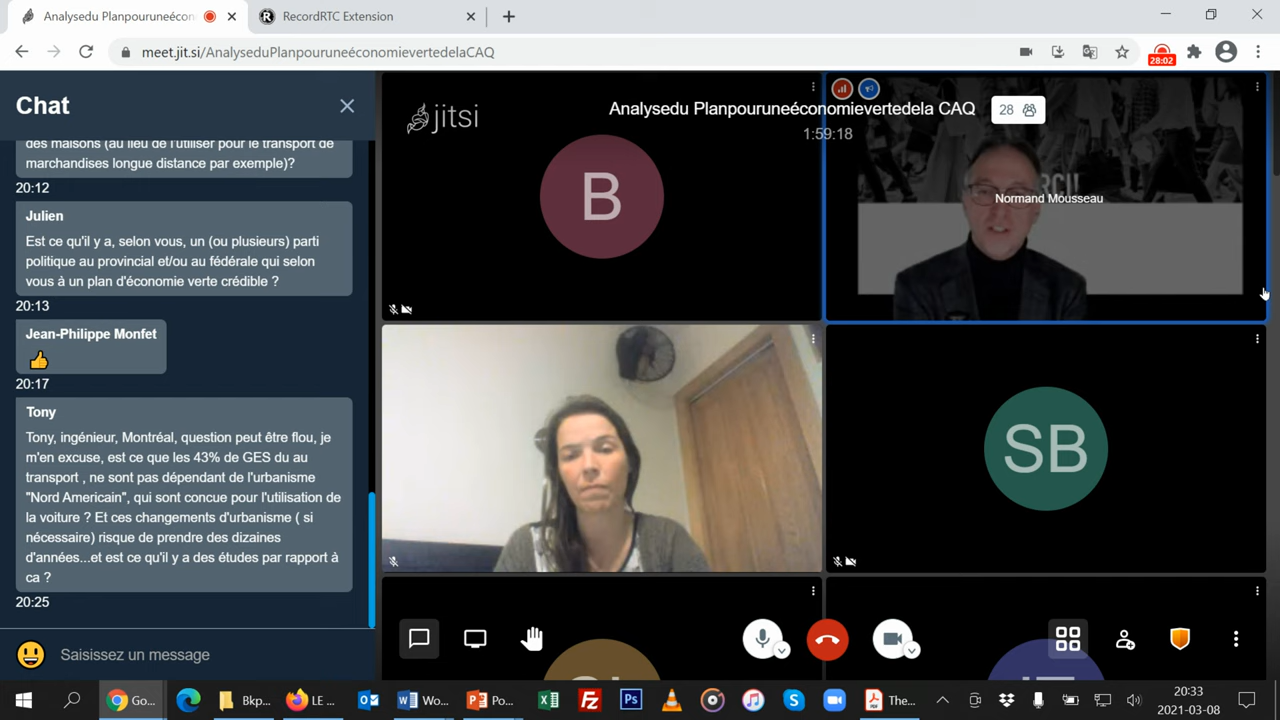 Analysedu Planpouruneécon
RecordRTC Extension
meet.jit.si/AnalyseduPlanpouruneéconomievertedelaCAQ
28:02
Chat
des maisons (au lieu de l'utiliser pour le transport de
marchandises longue distance par exemple)?
20:12
Julien
Est ce qu'il y a, selon vous, un (ou plusieurs) parti
politique au provincial et/ou au fédérale qui selon
vous à un plan d'économie verte crédible ?
20:13
Jean-Philippe Monfet
👍
20:17
Tony
Tony, ingénieur, Montréal, question peut être flou, je
m'en excuse, est ce que les 43% de GES du au
transport , ne sont pas dépendant de l'urbanisme
"Nord Americain", qui sont concue pour l'utilisation de
la voiture ? Et ces changements d'urbanisme ( si
nécessaire) risque de prendre des dizaines
d'années...et est ce qu'il y a des études par rapport à
ca ?
20:25
Saisissez un message
jitsi
Analysedu Planpouruneéconomievertedela CAQ
28
1:59:18
B
Normand Mousseau
SB
Go...
Bkp...
LE ...
Wo...
Po...
The...
20:33
2021-03-08